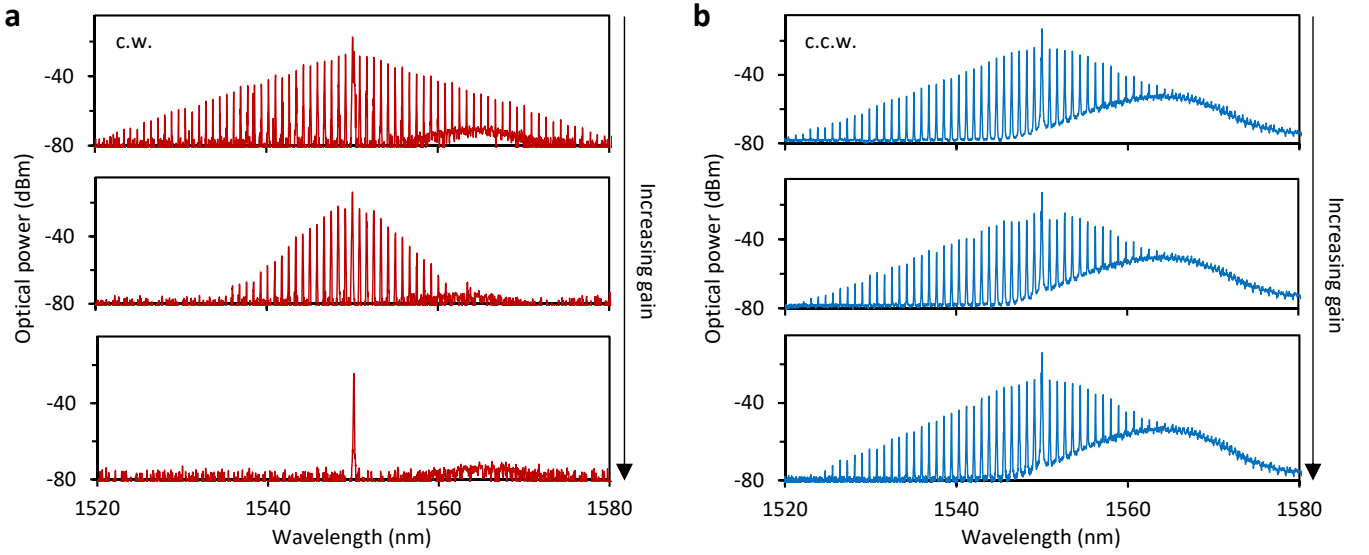 a
c.w.
-40
-80
-40
-80
-40
-80
1520
1540
1560
1580
Optical power (dBm)
Wavelength (nm)
Increasing gain
b
c.c.w.
-40
-80
-40
-80
-40
-80
1520
1540
1560
1580
Optical power (dBm)
Wavelength (nm)
Increasing gain